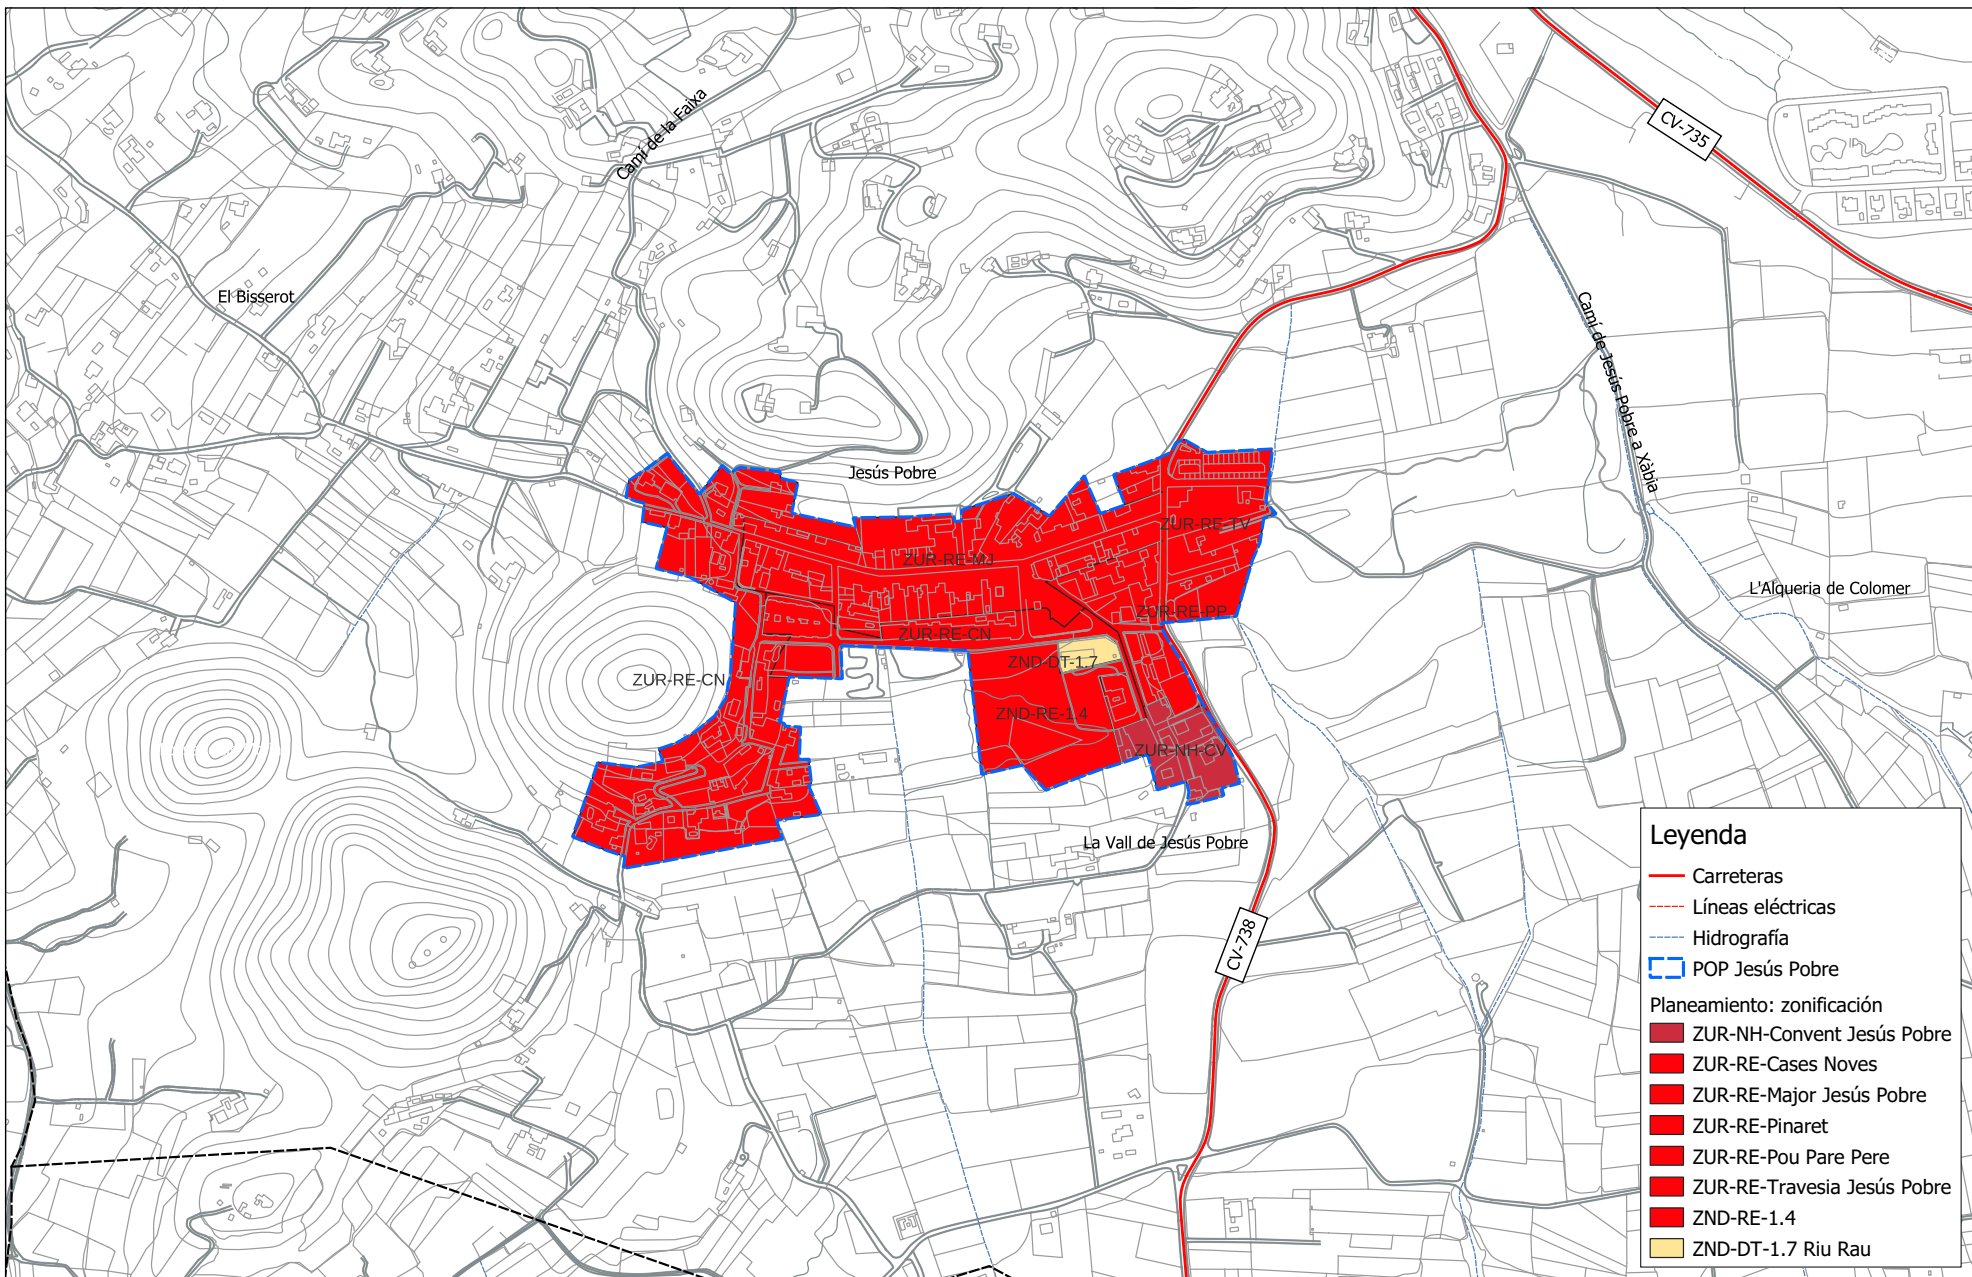 CV-735
Camí de la Faixa
El Bisserot
Camí de Jesús Pobre a Xàbia
Jesús Pobre
ZUR-RE-TV
ZUR-RE-MJ
L'Alqueria de Colomer
ZUR-RE-PP
ZUR-RE-CN
ZND-DT-1.7
ZUR-RE-CN
ZND-RE-1.4
ZUR-NH-CV
La Vall de Jesús Pobre
CV-738
Leyenda
Carreteras
Líneas eléctricas
Hidrografía
POP Jesús Pobre
Planeamiento: zonificación
ZUR-NH-Convent Jesús Pobre
ZUR-RE-Cases Noves
ZUR-RE-Major Jesús Pobre
ZUR-RE-Pinaret
ZUR-RE-Pou Pare Pere
ZUR-RE-Travesia Jesús Pobre
ZND-RE-1.4
ZND-DT-1.7 Riu Rau